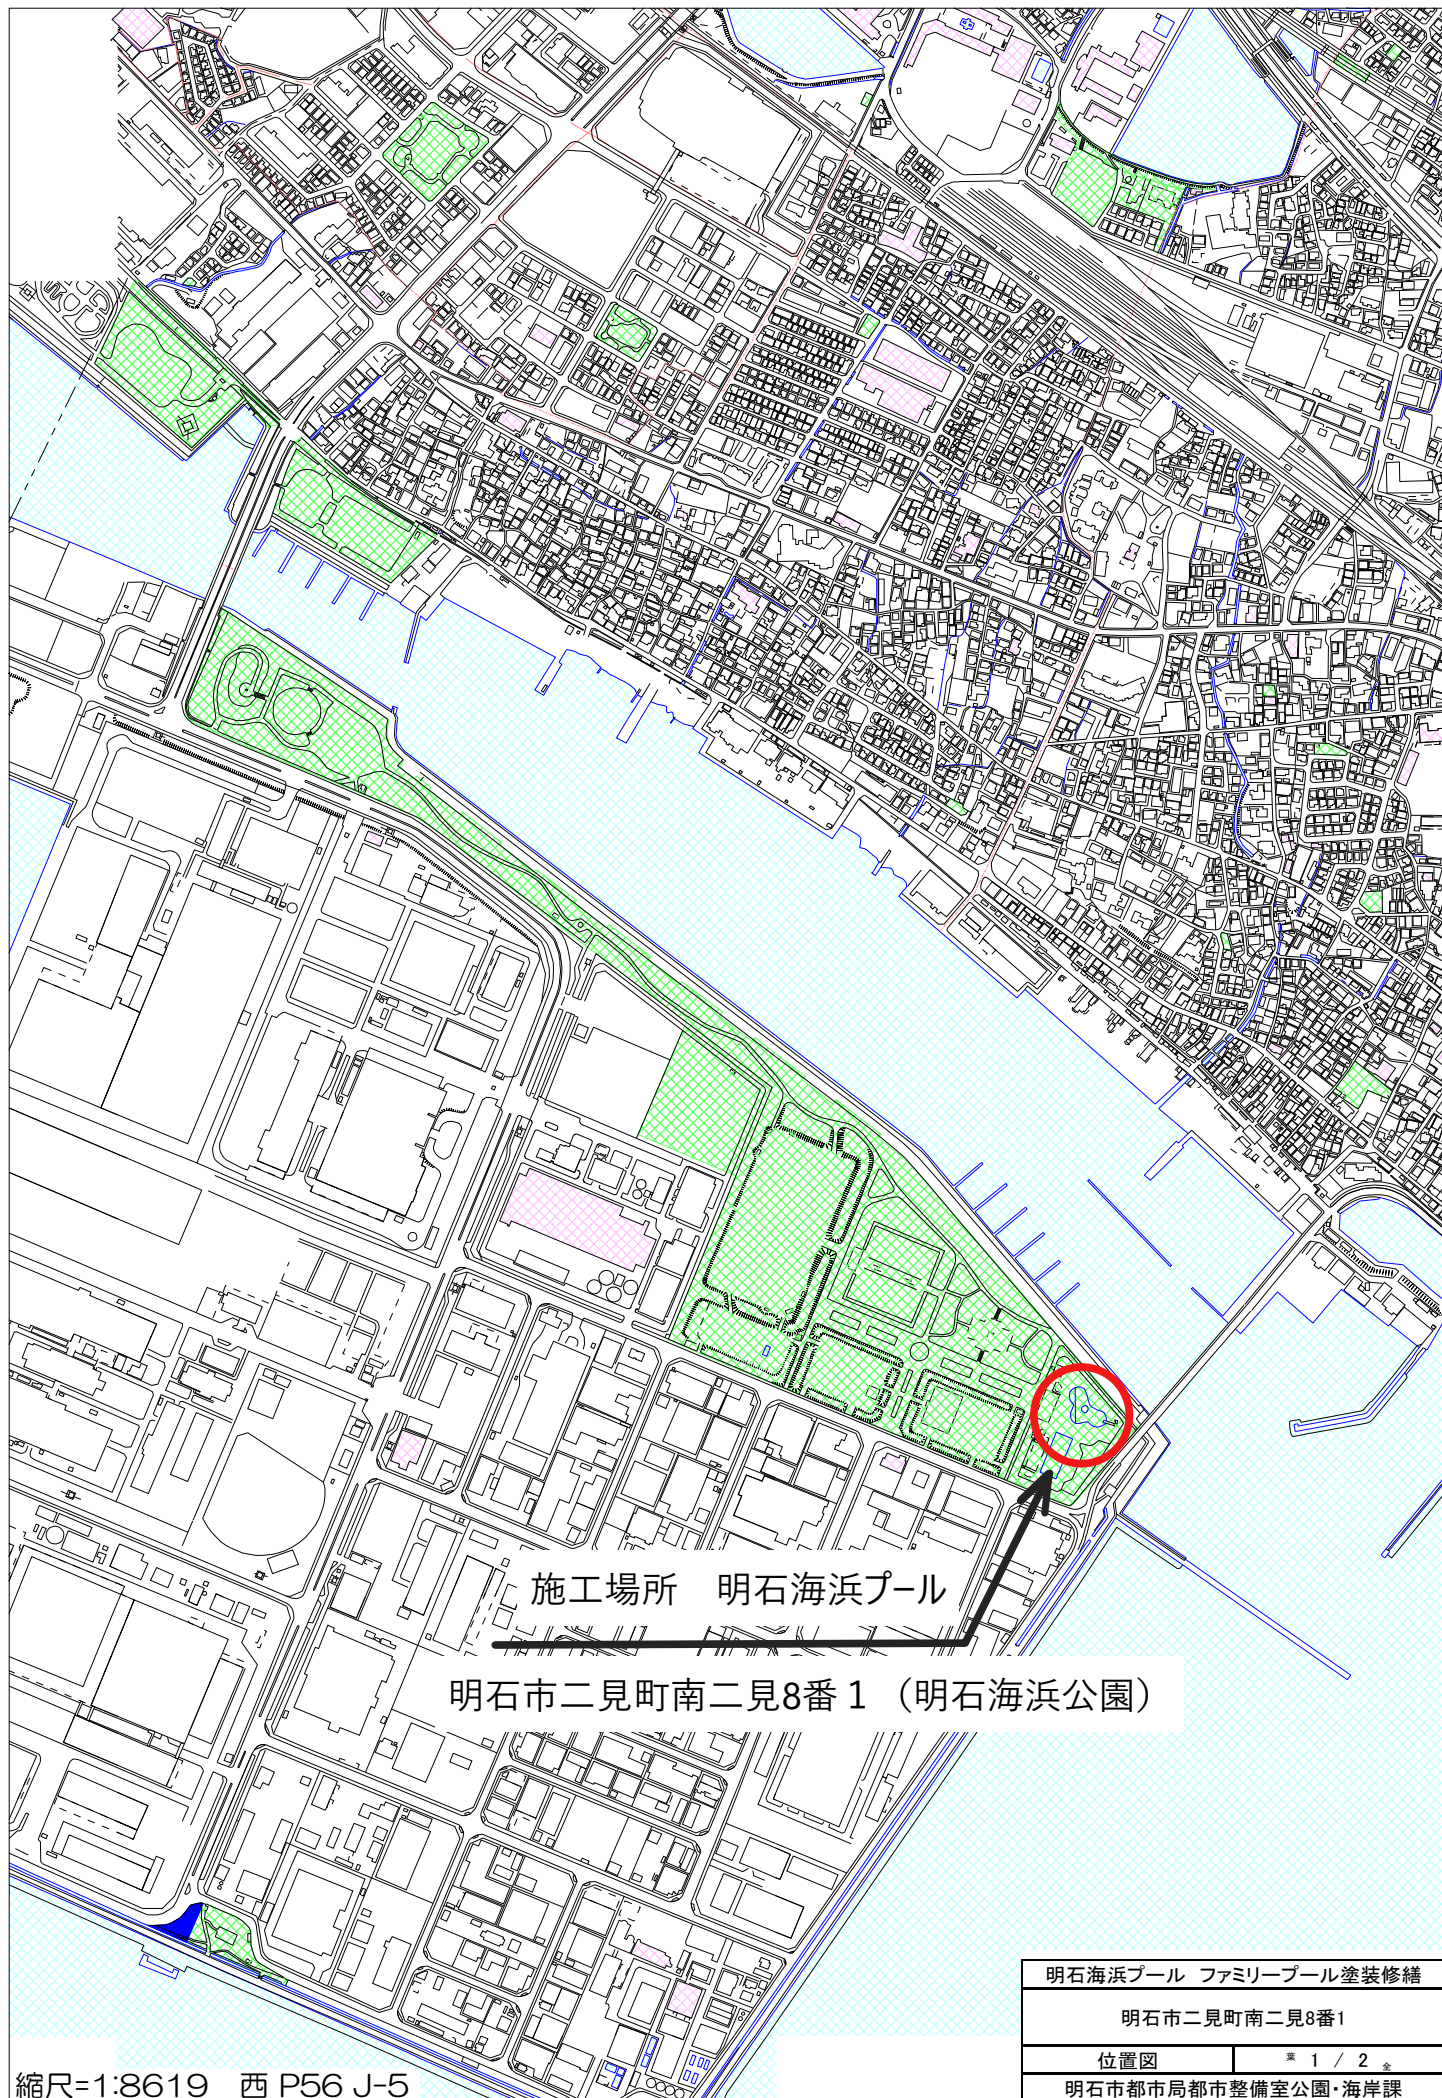 施工場所　明石海浜プール
明石市二見町南二見8番１（明石海浜公園）
明石海浜プール　ファミリープール塗装修繕
明石市二見町南二見8番1
位置図　葉 1 / 2 全
明石市都市局都市整備室公園・海岸課
縮尺=1:8619　西 P56 J-5